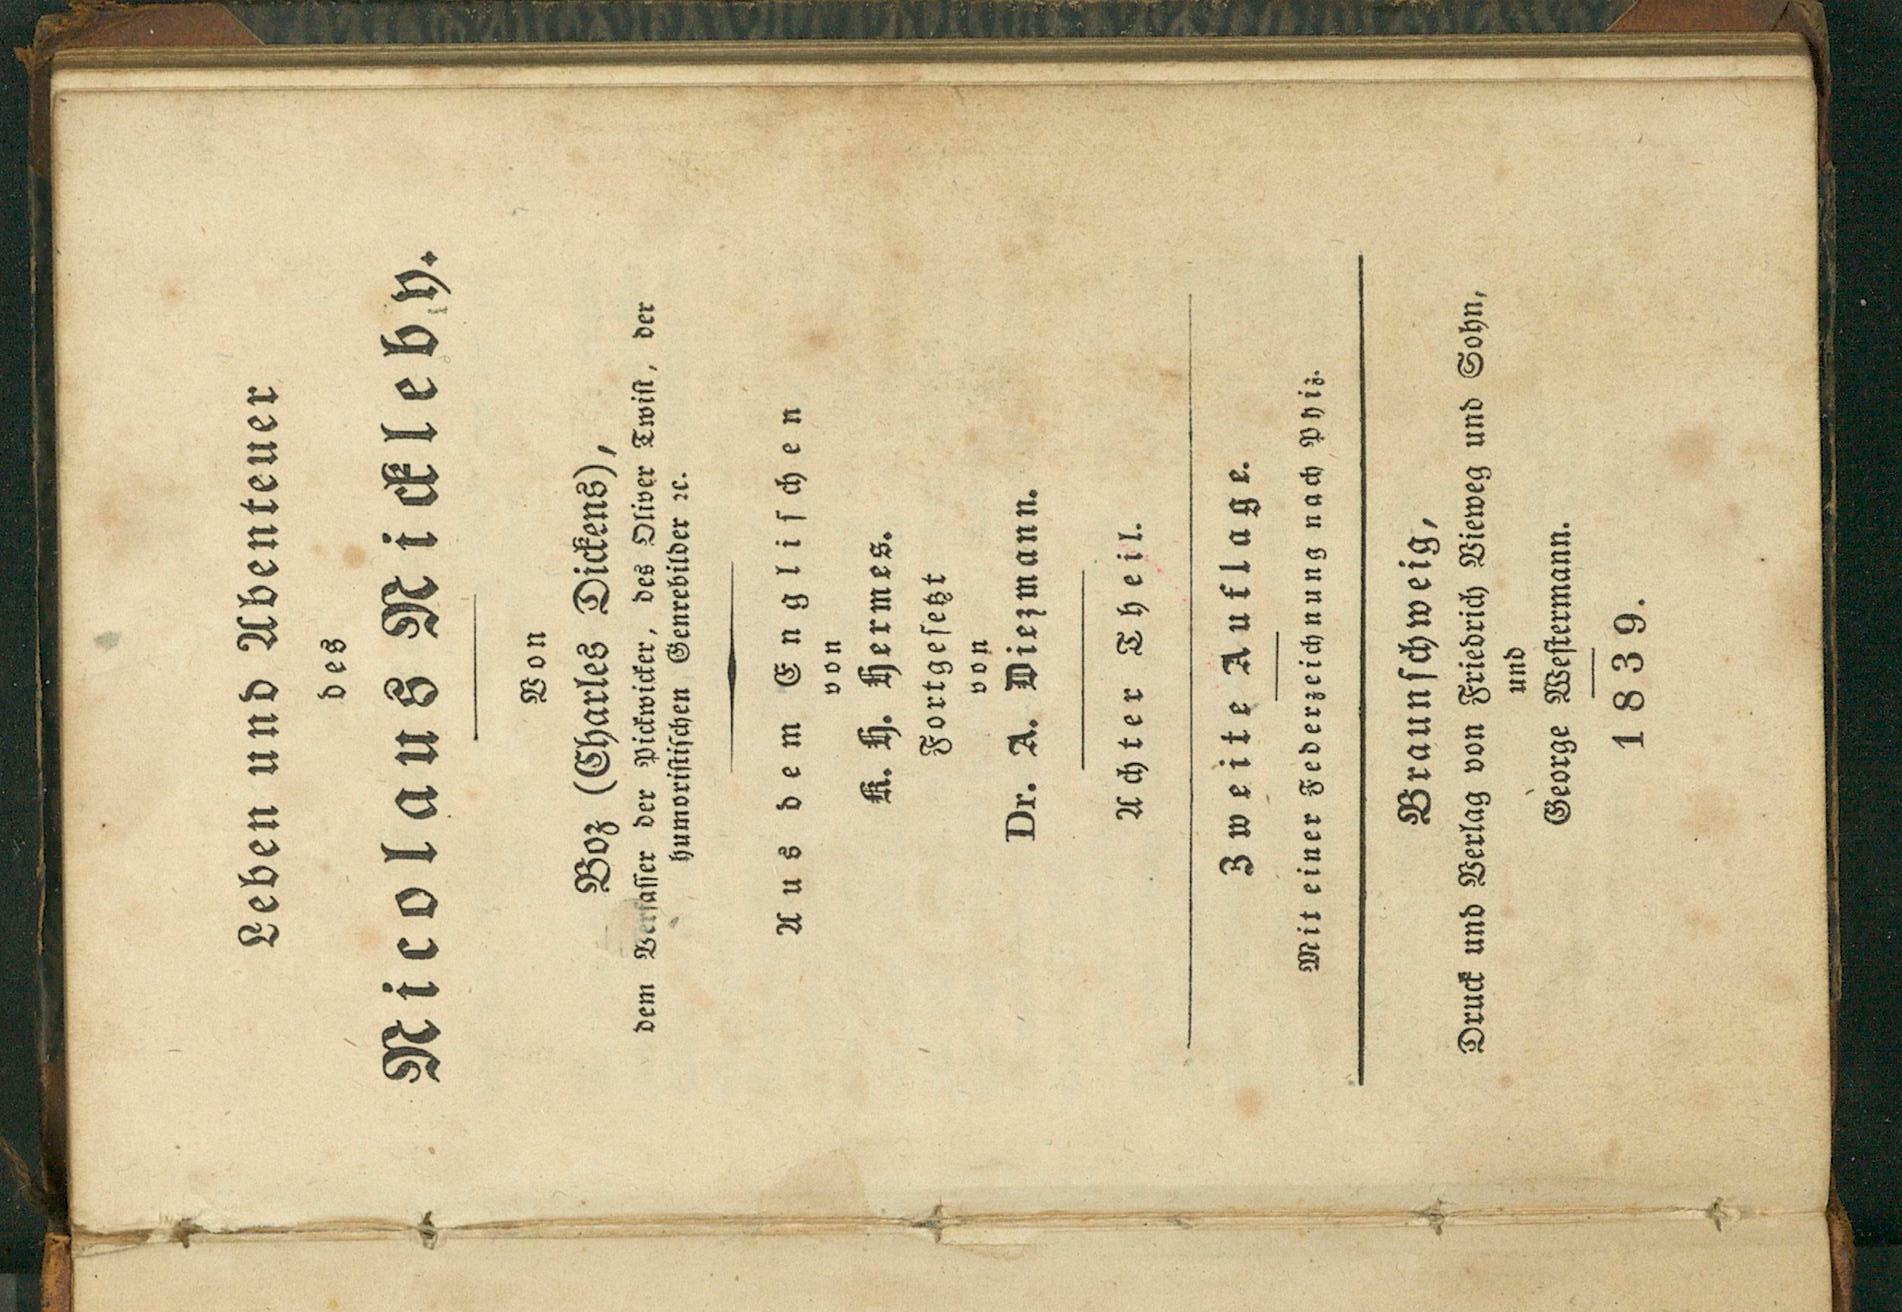 Leben und Abenteuer
des
Nicolaus Nickleby.
Von
Boz (Charles Dickens),
dem Verfasser der Pickwicker, des Oliver Twist, der
humoristischen Genrebilder ꝛc.
Aus dem Englischen
von
K. H. Hermes.
Fortgesetzt
von
Dr. A. Diezmann.
Achter Theil.
Zweite Auflage.
Mit einer Federzeichnung nach Phiz.
Braunschweig,
Druck und Verlag von Friedrich Vieweg und Sohn,
und
George Westermann.
1839.